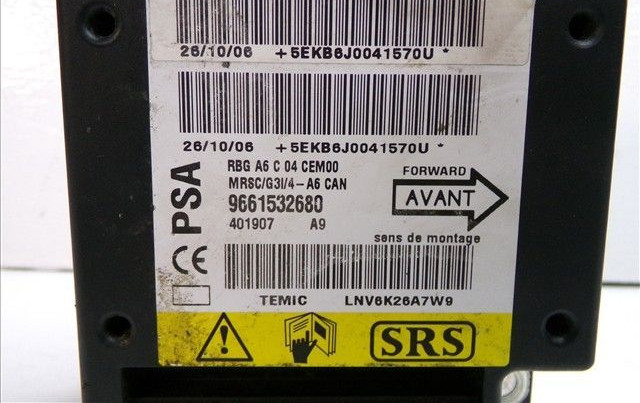 26/10/06 +5EKB6J0041570U *
26/10/06 +5EKB6J0041570U *
PSA
RBG A6 C 04 CEM00
MRSC/G3I/4-A6 CAN
9661532680
401907 A9
FORWARD
AVANT
sens de montage
CE
TEMIC LNV6K26A7W9
SRS